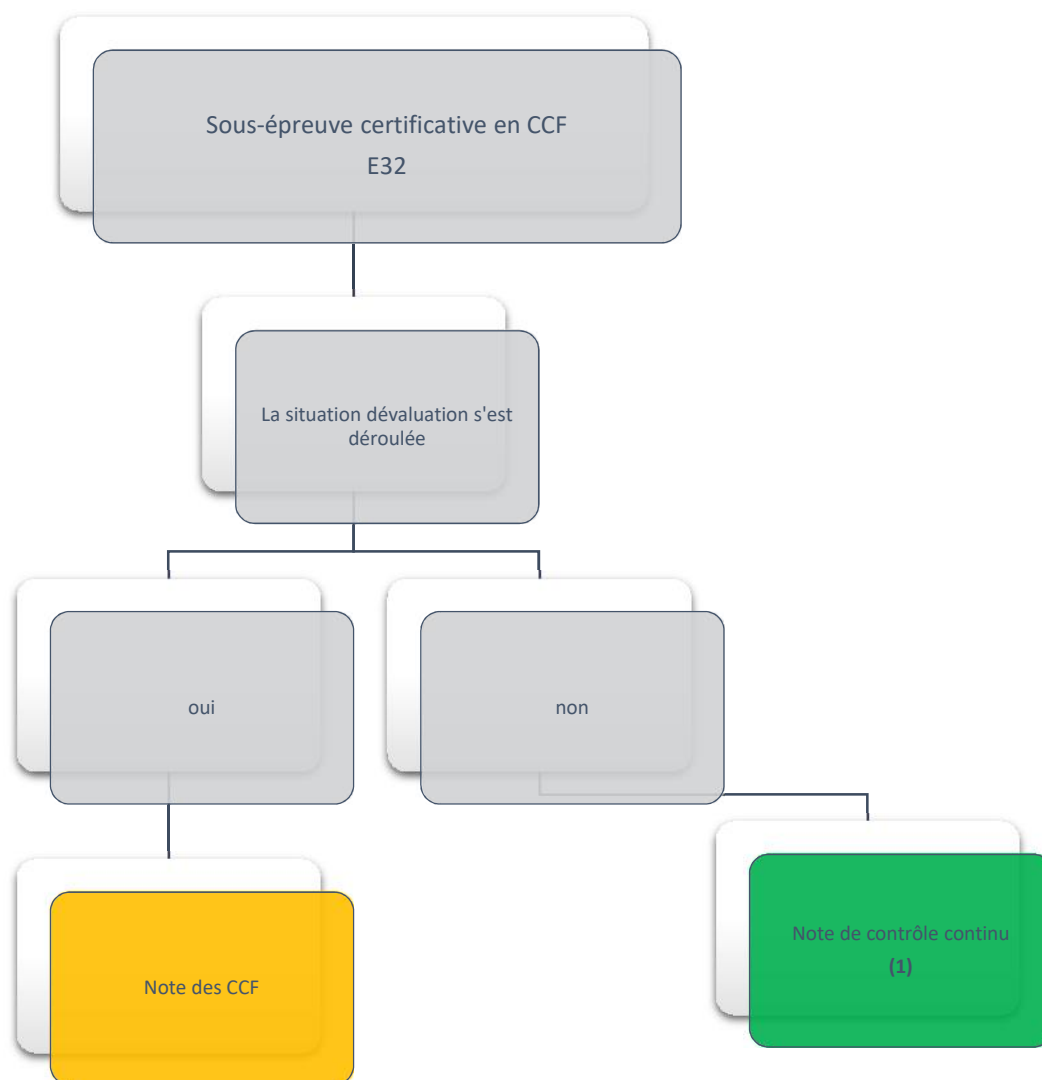 Sous-épreuve certificative en CCF
E32
La situation dévaluation s'est
déroulée
oui
non
Note des CCF
Note de contrôle continu
(1)